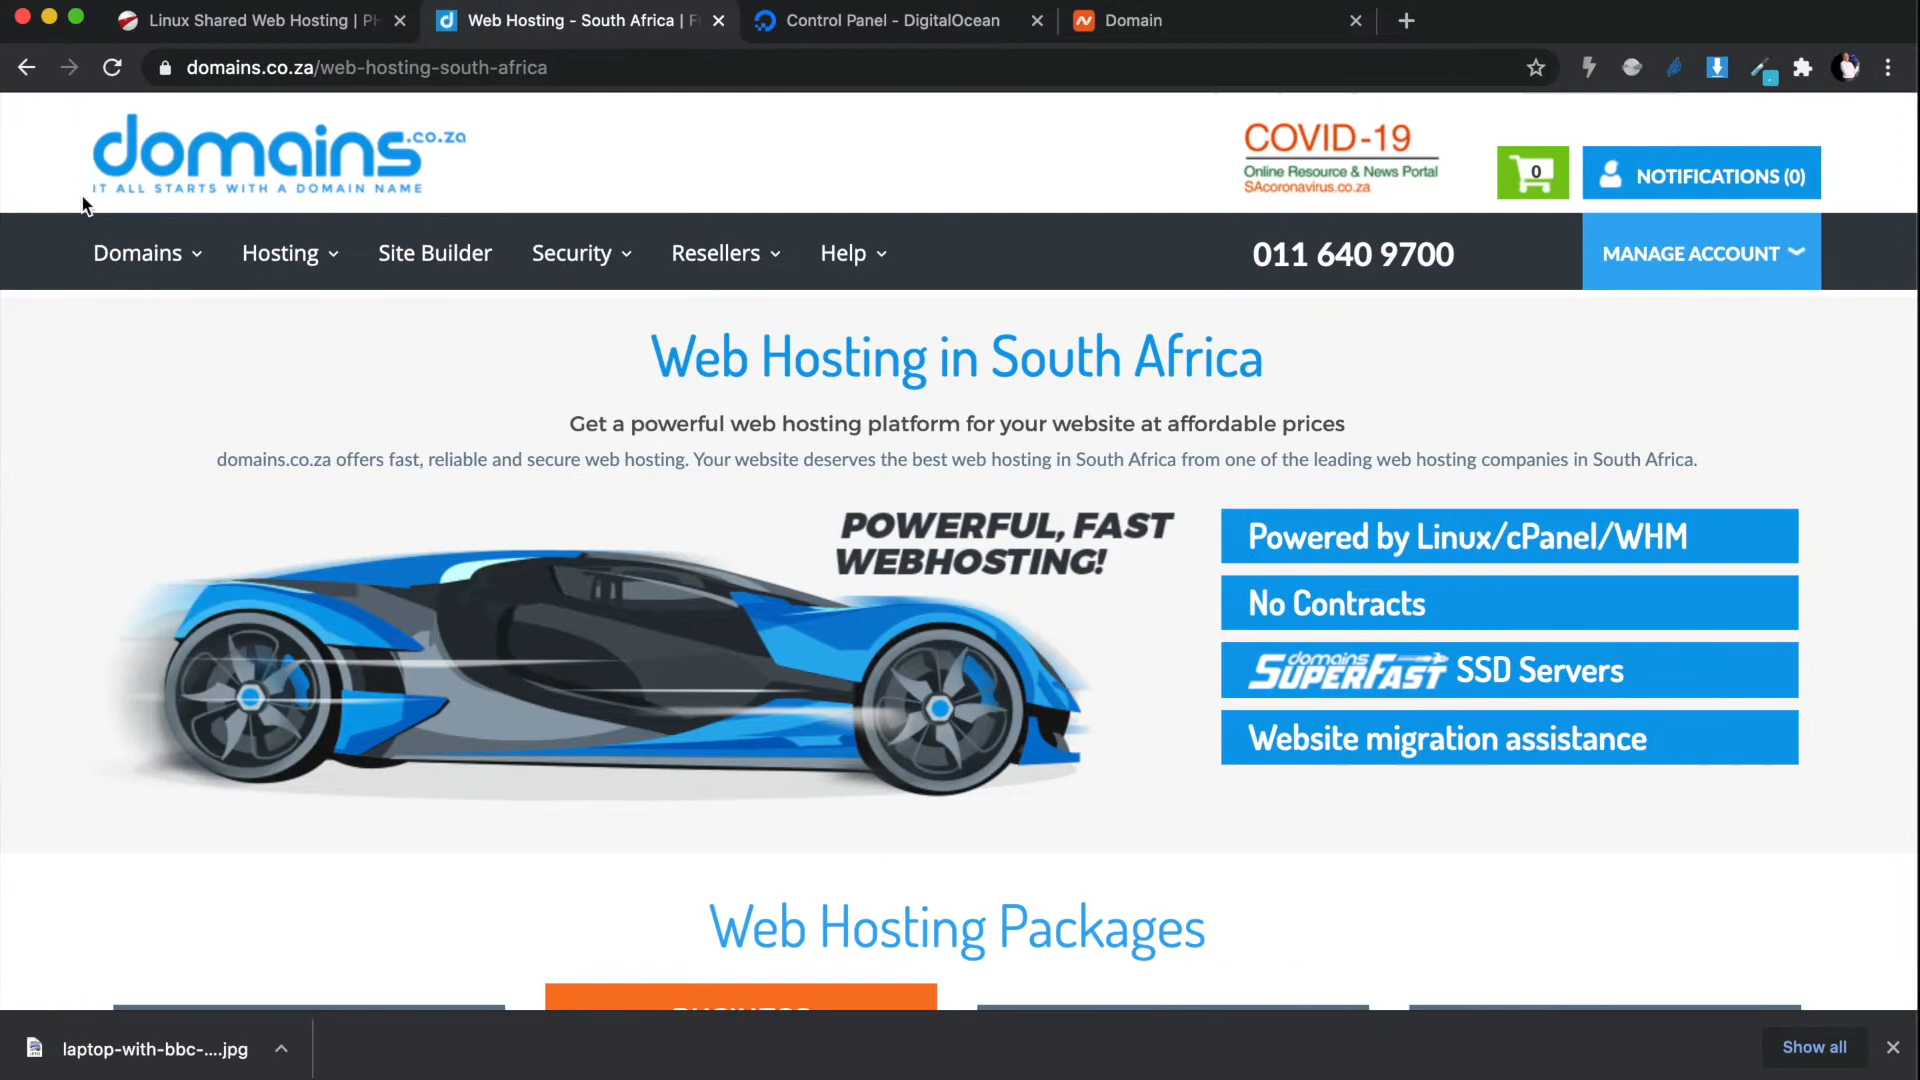 Linux Shared Web Hosting | PH
Web Hosting - South Africa | F
Control Panel - DigitalOcean
Domain
domains.co.za/web-hosting-south-africa
domains.co.za
IT ALL STARTS WITH A DOMAIN NAME
COVID-19
Online Resource & News Portal
SAcoronavirus.co.za
0
NOTIFICATIONS (0)
Domains
Hosting
Site Builder
Security
Resellers
Help
011 640 9700
MANAGE ACCOUNT
Web Hosting in South Africa
Get a powerful web hosting platform for your website at affordable prices
domains.co.za offers fast, reliable and secure web hosting. Your website deserves the best web hosting in South Africa from one of the leading web hosting companies in South Africa.
POWERFUL, FAST
WEBHOSTING!
Powered by Linux/cPanel/WHM
No Contracts
domains SUPERFAST SSD Servers
Website migration assistance
Web Hosting Packages
BUSINESS
laptop-with-bbc-....jpg
Show all